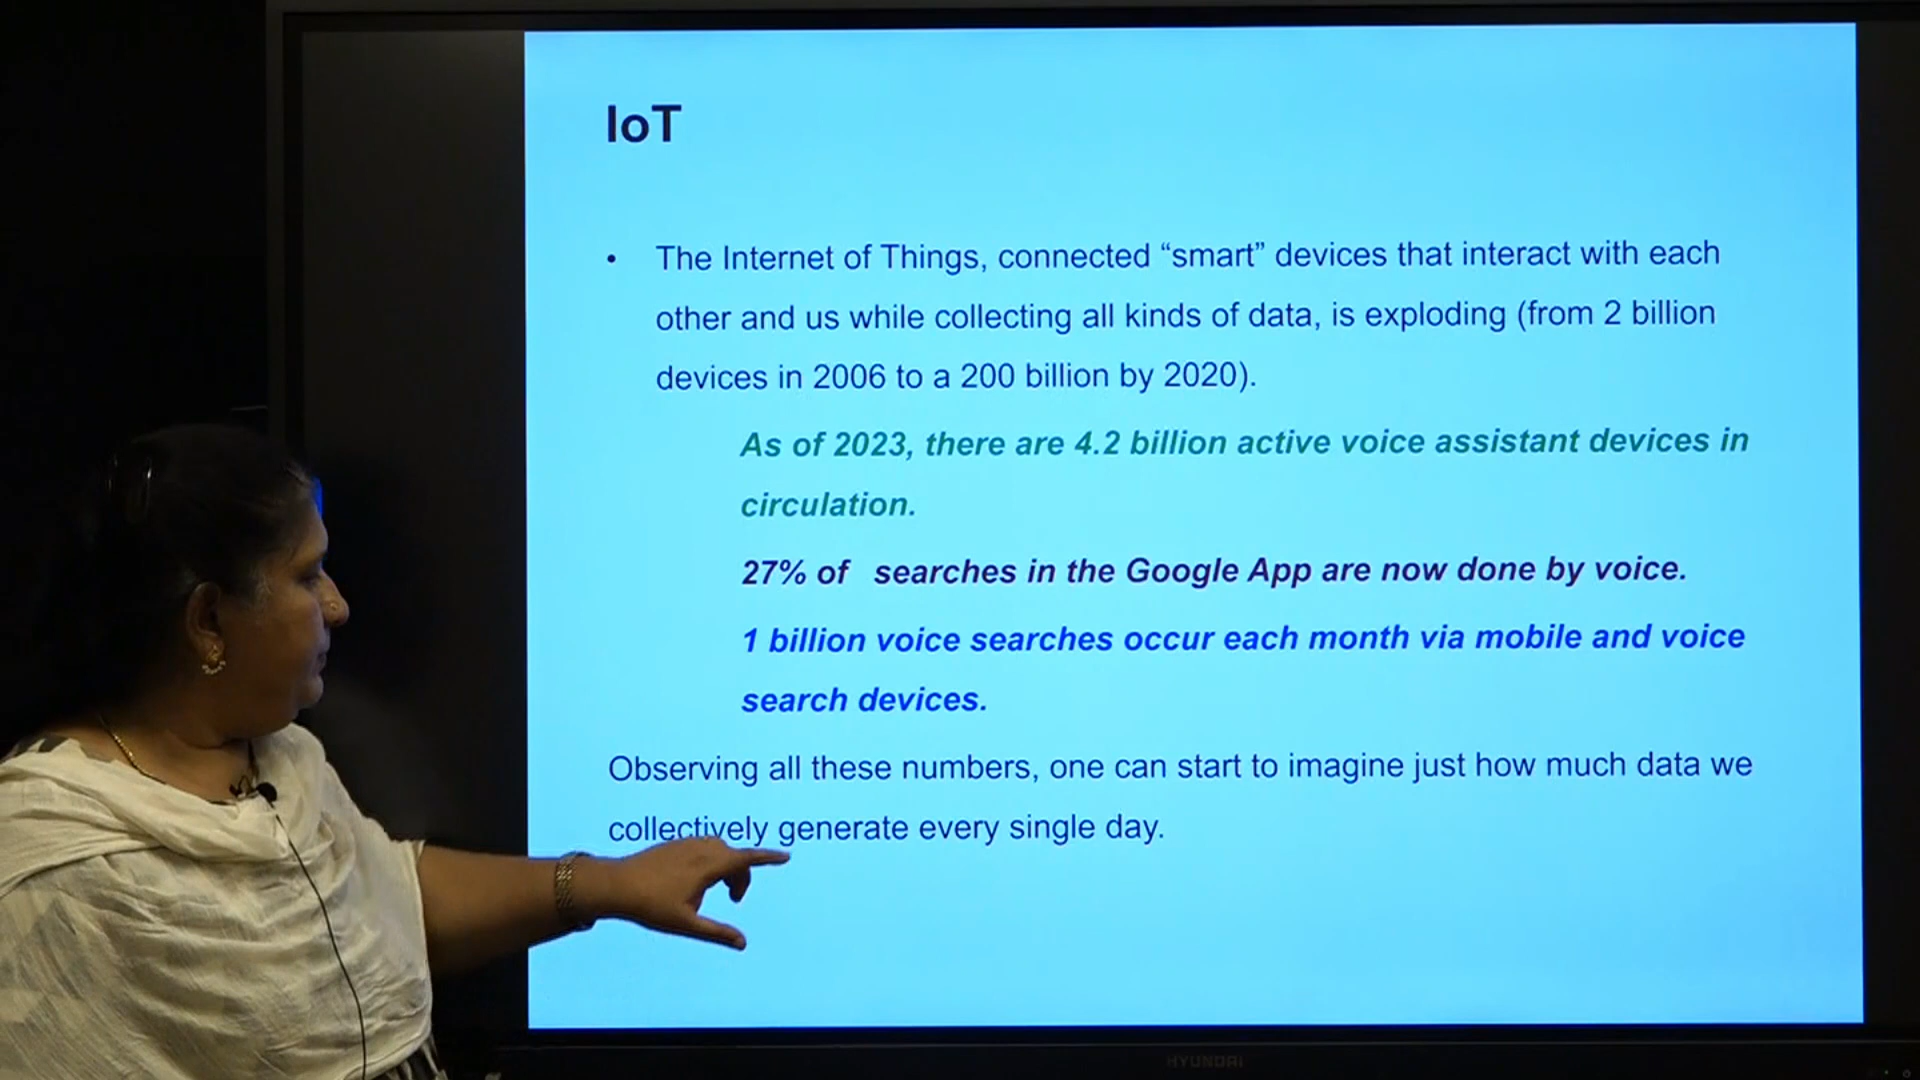 IoT
• The Internet of Things, connected “smart” devices that interact with each
other and us while collecting all kinds of data, is exploding (from 2 billion
devices in 2006 to a 200 billion by 2020).
As of 2023, there are 4.2 billion active voice assistant devices in
circulation.
27% of searches in the Google App are now done by voice.
1 billion voice searches occur each month via mobile and voice
search devices.
Observing all these numbers, one can start to imagine just how much data we
collectively generate every single day.
HYUNDAI